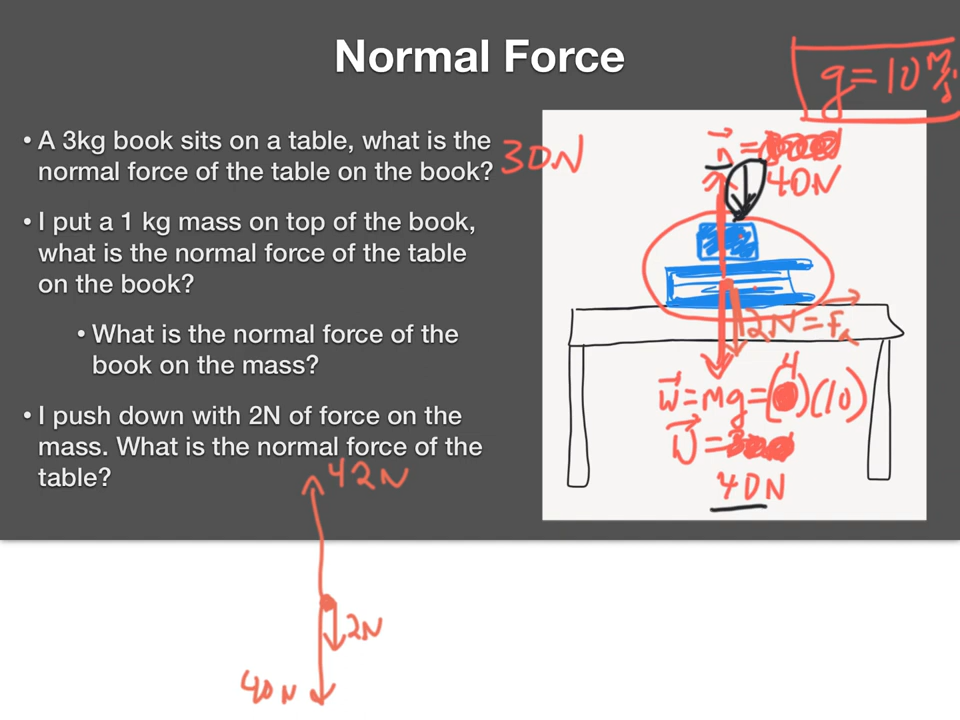 Normal Force
g=10 m/s
• A 3kg book sits on a table, what is the
normal force of the table on the book? 30N
• I put a 1 kg mass on top of the book,
what is the normal force of the table
on the book?
• What is the normal force of the
book on the mass?
• I push down with 2N of force on the
mass. What is the normal force of the
table?
n =
40N
2N = F
W = Mg = (4)(10)
W =
40N
42N
2N
40N